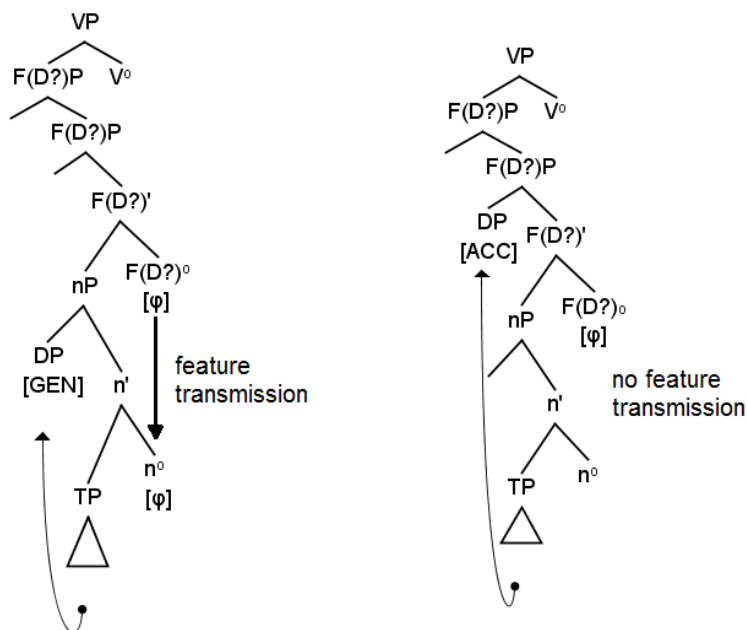 VP
F(D?)P V⁰
F(D?)P
F(D?)'
nP F(D?)⁰
[φ]
DP
[GEN] n'
feature
transmission
TP n⁰
[φ]
VP
F(D?)P V⁰
F(D?)P
DP F(D?)'
[ACC]
nP F(D?)₀
[φ]
n'
no feature
transmission
TP n⁰